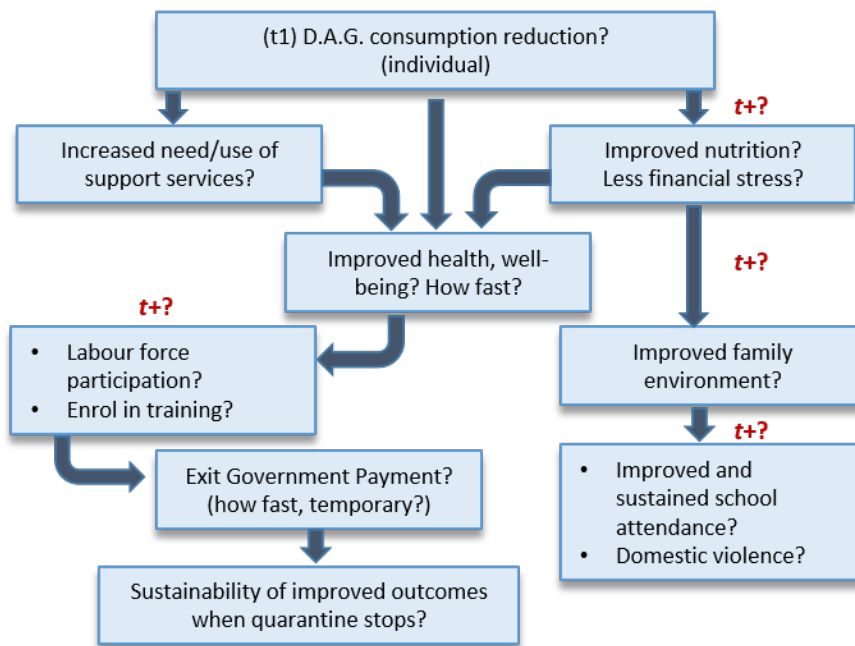 (t1) D.A.G. consumption reduction?
(individual)
t+?
Increased need/use of
support services?
Improved nutrition?
Less financial stress?
Improved health, well-
being? How fast?
t+?
t+?
• Labour force
participation?
• Enrol in training?
Improved family
environment?
t+?
Exit Government Payment?
(how fast, temporary?)
• Improved and
sustained school
attendance?
• Domestic violence?
Sustainability of improved outcomes
when quarantine stops?